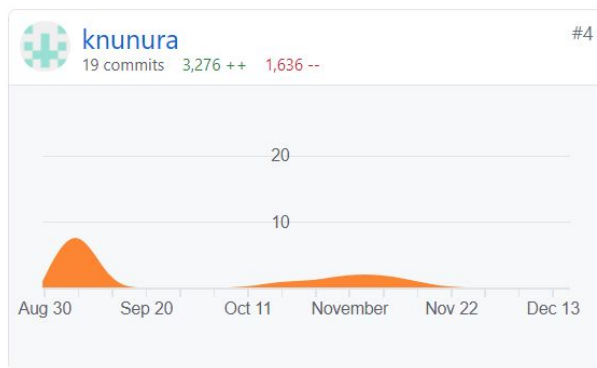 knunura
#4
19 commits 3,276 ++ 1,636 --
20
10
Aug 30 Sep 20 Oct 11 November Nov 22 Dec 13